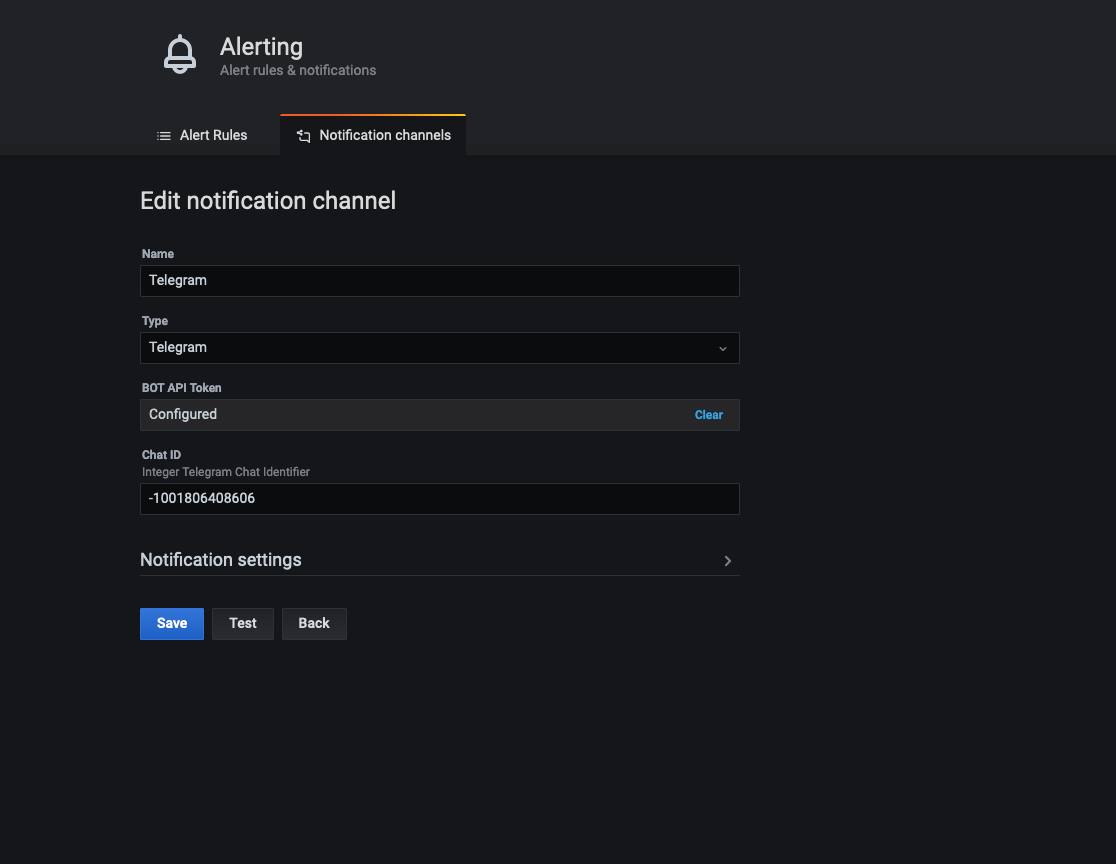 Alerting
Alert rules & notifications
Alert Rules
Notification channels
Edit notification channel
Name
Telegram
Type
Telegram
BOT API Token
Configured
Clear
Chat ID
Integer Telegram Chat Identifier
-1001806408606
Notification settings
Save
Test
Back